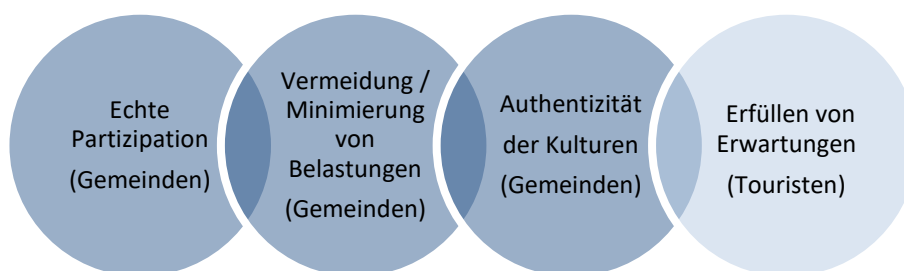 Echte
Partizipation
(Gemeinden)
Vermeidung /
Minimierung
von
Belastungen
(Gemeinden)
Authentizität
der Kulturen
(Gemeinden)
Erfüllen von
Erwartungen
(Touristen)